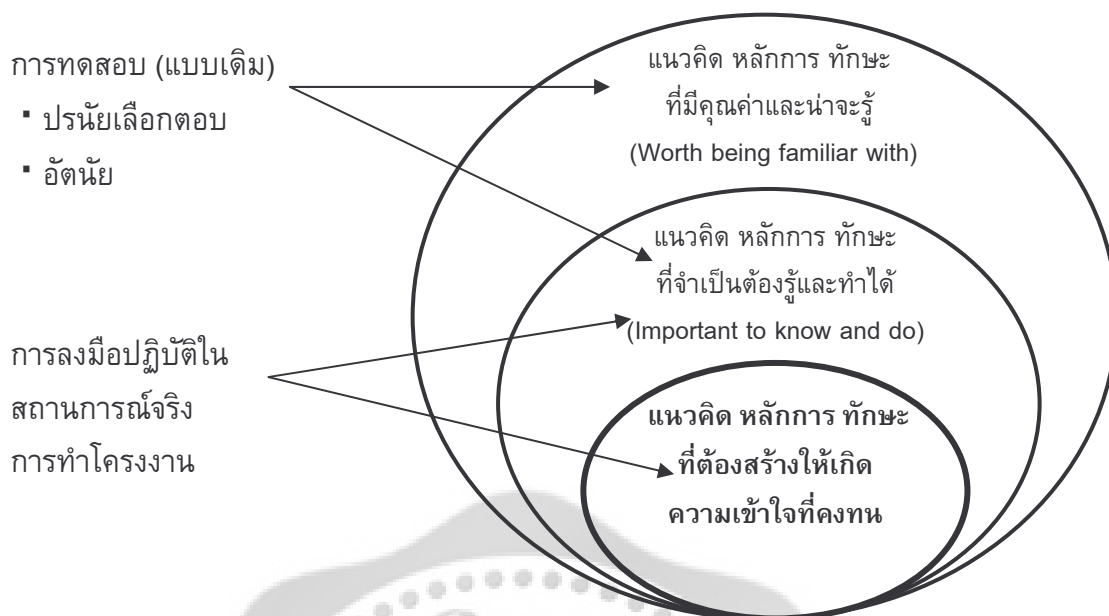 การทดสอบ (แบบเดิม)
▪ ปรนัยเลือกตอบ
▪ อัตนัย
การลงมือปฏิบัติใน
สถานการณ์จริง
การทำโครงงาน
แนวคิด หลักการ ทักษะ
ที่มีคุณค่าและน่าจะรู้
(Worth being familiar with)
แนวคิด หลักการ ทักษะ
ที่จำเป็นต้องรู้และทำได้
(Important to know and do)
แนวคิด หลักการ ทักษะ
ที่ต้องสร้างให้เกิด
ความเข้าใจที่คงทน